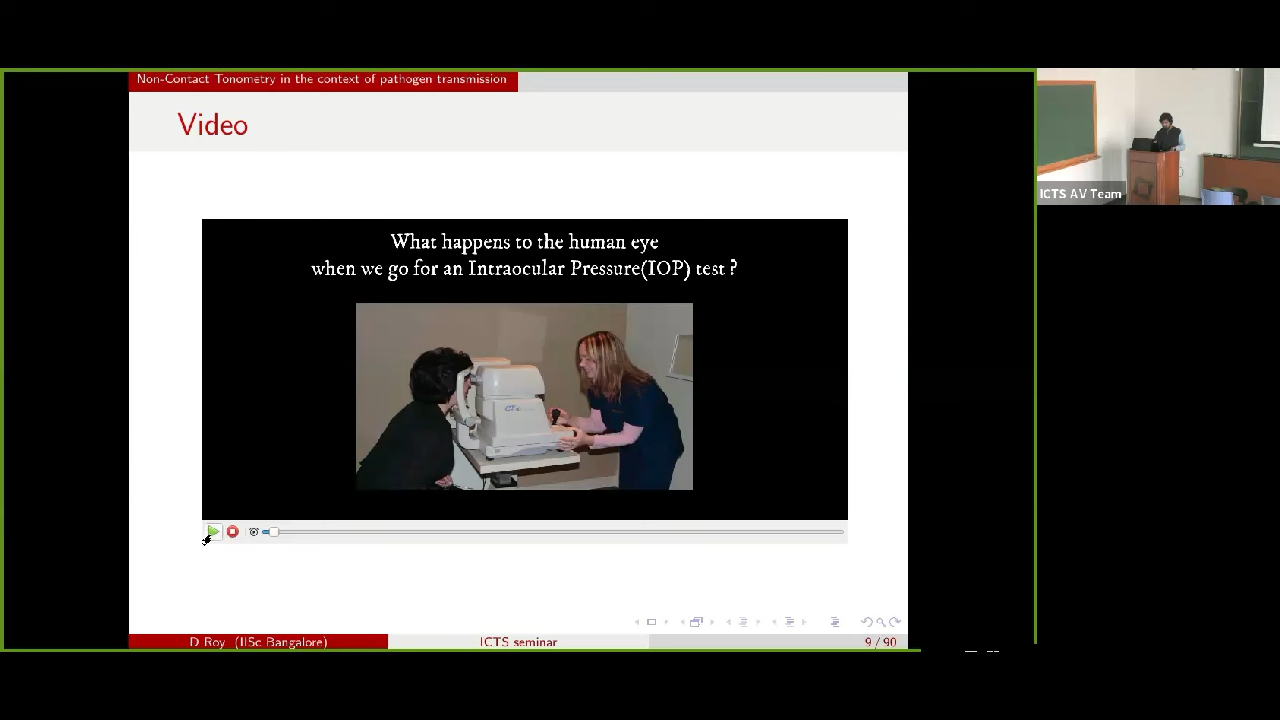 Non-Contact Tonometry in the context of pathogen transmission
Video
What happens to the human eye
when we go for an Intraocular Pressure(IOP) test ?
ICTS AV Team
D Roy (IISc Bangalore)
ICTS seminar
9 / 90